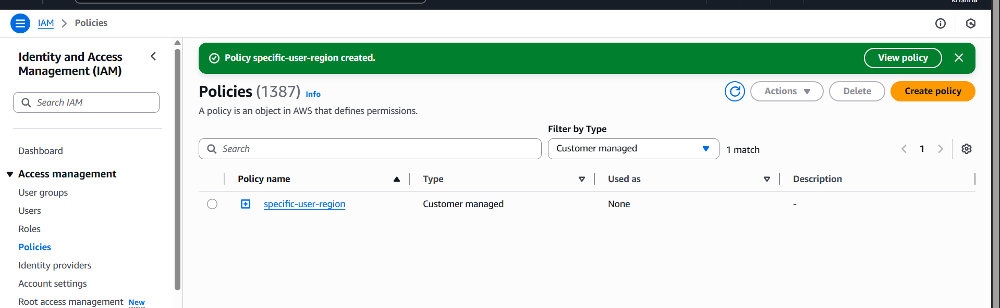 krishna
IAM > Policies
Identity and Access
Management (IAM)
Search IAM
Dashboard
Access management
User groups
Users
Roles
Policies
Identity providers
Account settings
Root access management New
Policy specific-user-region created.
View policy
Policies (1387) Info
Actions
Delete
Create policy
A policy is an object in AWS that defines permissions.
Filter by Type
Search
Customer managed
1 match
1
Policy name
Type
Used as
Description
specific-user-region
Customer managed
None
-